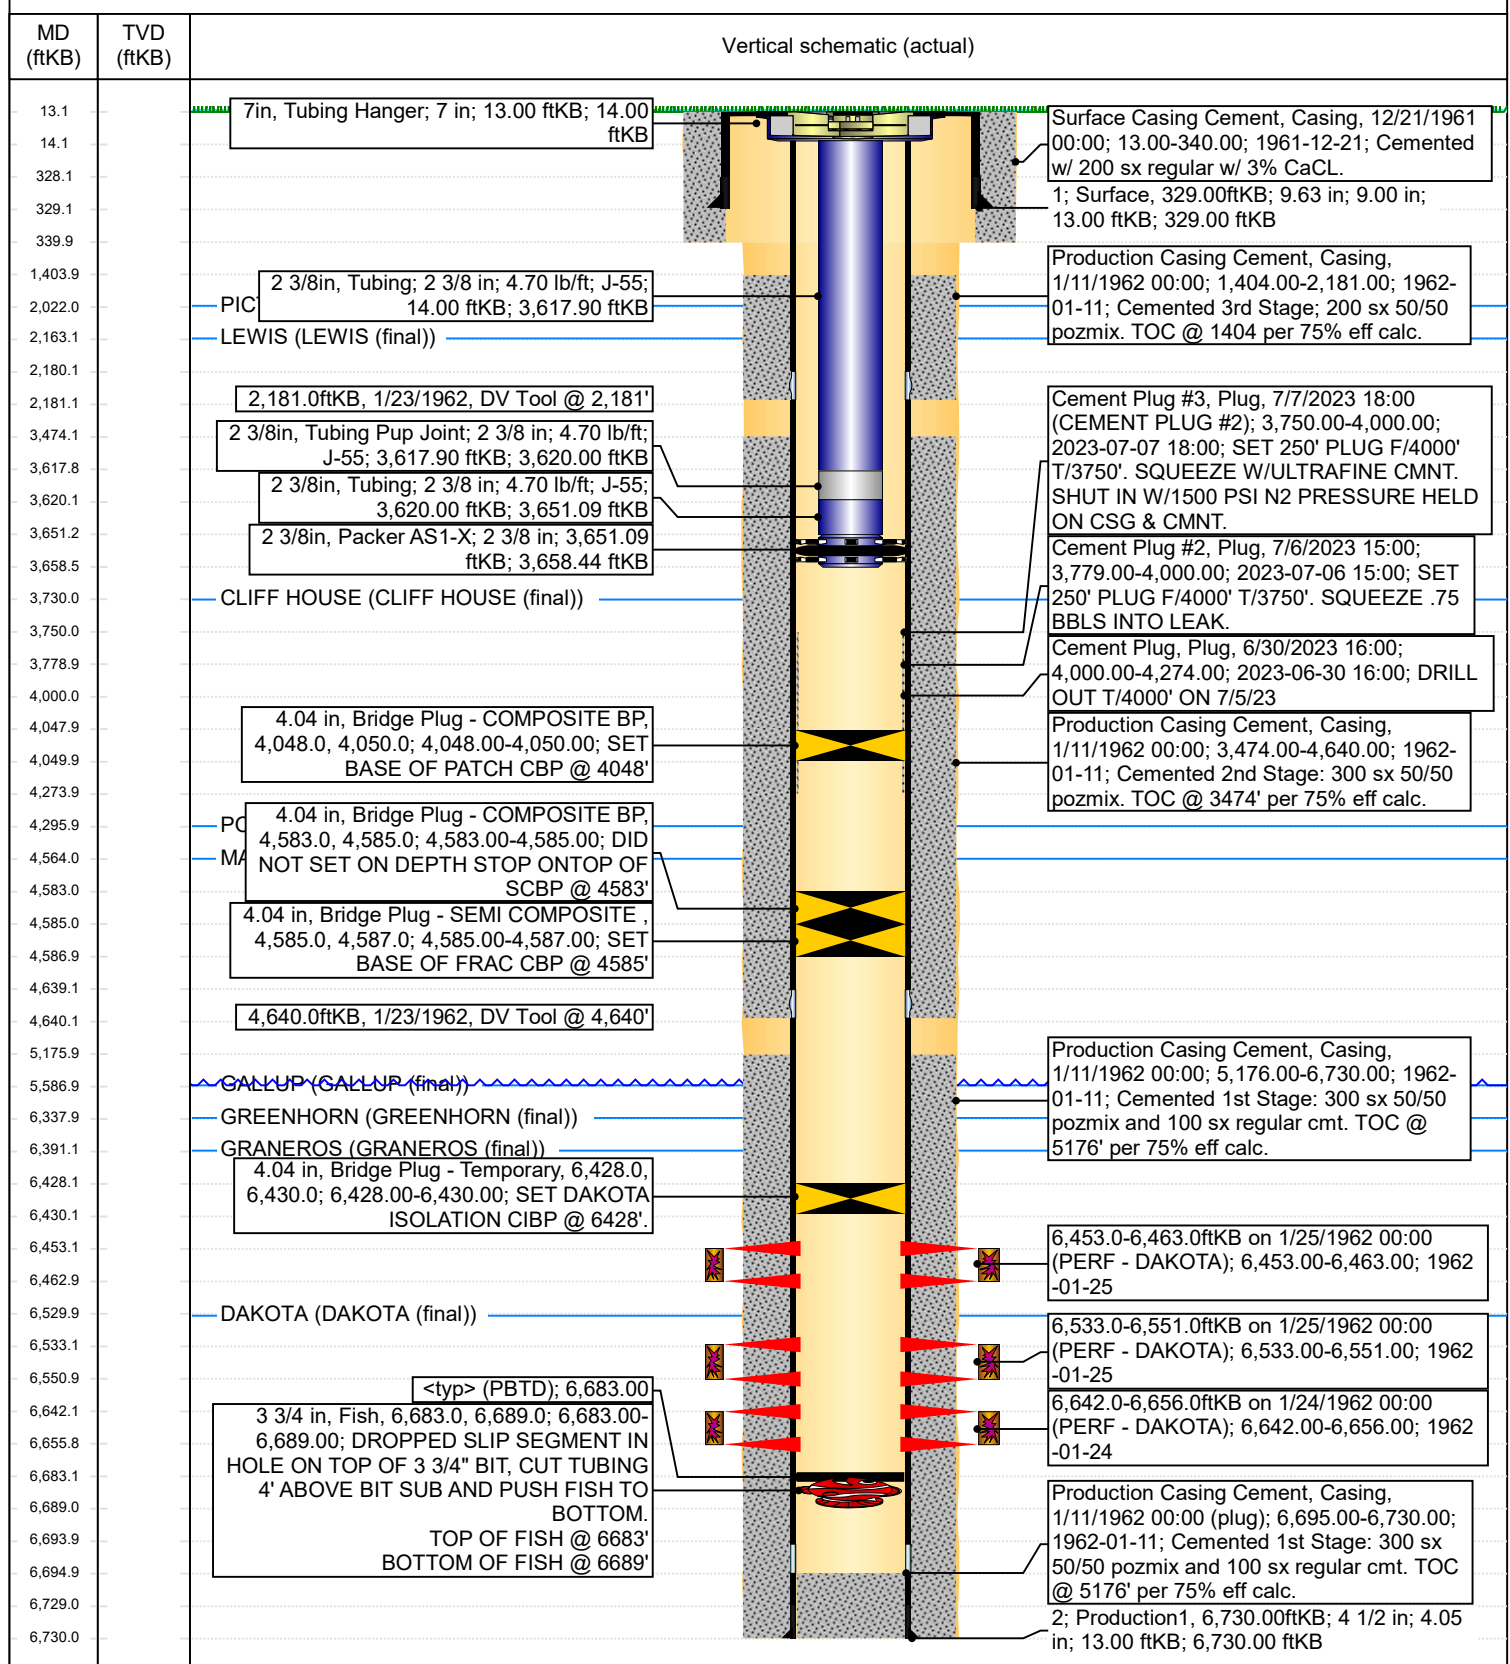 MD
(ftKB)
TVD
(ftKB)
Vertical schematic (actual)
13.1
14.1
328.1
329.1
339.9
1,403.9
2,022.0
2,163.1
2,180.1
2,181.1
3,474.1
3,617.8
3,620.1
3,651.2
3,658.5
3,730.0
3,750.0
3,778.9
4,000.0
4,047.9
4,049.9
4,273.9
4,295.9
4,564.0
4,583.0
4,585.0
4,586.9
4,639.1
4,640.1
5,175.9
5,586.9
6,337.9
6,391.1
6,428.1
6,430.1
6,453.1
6,462.9
6,529.9
6,533.1
6,550.9
6,642.1
6,655.8
6,683.1
6,689.0
6,693.9
6,694.9
6,729.0
6,730.0
7in, Tubing Hanger; 7 in; 13.00 ftKB; 14.00
ftKB
2 3/8in, Tubing; 2 3/8 in; 4.70 lb/ft; J-55;
14.00 ftKB; 3,617.90 ftKB
PIC
LEWIS (LEWIS (final))
2,181.0ftKB, 1/23/1962, DV Tool @ 2,181'
2 3/8in, Tubing Pup Joint; 2 3/8 in; 4.70 lb/ft;
J-55; 3,617.90 ftKB; 3,620.00 ftKB
2 3/8in, Tubing; 2 3/8 in; 4.70 lb/ft; J-55;
3,620.00 ftKB; 3,651.09 ftKB
2 3/8in, Packer AS1-X; 2 3/8 in; 3,651.09
ftKB; 3,658.44 ftKB
CLIFF HOUSE (CLIFF HOUSE (final))
4.04 in, Bridge Plug - COMPOSITE BP,
4,048.0, 4,050.0; 4,048.00-4,050.00; SET
BASE OF PATCH CBP @ 4048'
PO
MA
4.04 in, Bridge Plug - COMPOSITE BP,
4,583.0, 4,585.0; 4,583.00-4,585.00; DID
NOT SET ON DEPTH STOP ONTOP OF
SCBP @ 4583'
4.04 in, Bridge Plug - SEMI COMPOSITE ,
4,585.0, 4,587.0; 4,585.00-4,587.00; SET
BASE OF FRAC CBP @ 4585'
4,640.0ftKB, 1/23/1962, DV Tool @ 4,640'
GALLUP (GALLUP (final))
GREENHORN (GREENHORN (final))
GRANEROS (GRANEROS (final))
4.04 in, Bridge Plug - Temporary, 6,428.0,
6,430.0; 6,428.00-6,430.00; SET DAKOTA
ISOLATION CIBP @ 6428'.
DAKOTA (DAKOTA (final))
<typ> (PBTD); 6,683.00
3 3/4 in, Fish, 6,683.0, 6,689.0; 6,683.00-
6,689.00; DROPPED SLIP SEGMENT IN
HOLE ON TOP OF 3 3/4" BIT, CUT TUBING
4' ABOVE BIT SUB AND PUSH FISH TO
BOTTOM.
TOP OF FISH @ 6683'
BOTTOM OF FISH @ 6689'
Surface Casing Cement, Casing, 12/21/1961
00:00; 13.00-340.00; 1961-12-21; Cemented
w/ 200 sx regular w/ 3% CaCL.
1; Surface, 329.00ftKB; 9.63 in; 9.00 in;
13.00 ftKB; 329.00 ftKB
Production Casing Cement, Casing,
1/11/1962 00:00; 1,404.00-2,181.00; 1962-
01-11; Cemented 3rd Stage; 200 sx 50/50
pozmix. TOC @ 1404 per 75% eff calc.
Cement Plug #3, Plug, 7/7/2023 18:00
(CEMENT PLUG #2); 3,750.00-4,000.00;
2023-07-07 18:00; SET 250' PLUG F/4000'
T/3750'. SQUEEZE W/ULTRAFINE CMNT.
SHUT IN W/1500 PSI N2 PRESSURE HELD
ON CSG & CMNT.
Cement Plug #2, Plug, 7/6/2023 15:00;
3,779.00-4,000.00; 2023-07-06 15:00; SET
250' PLUG F/4000' T/3750'. SQUEEZE .75
BBLS INTO LEAK.
Cement Plug, Plug, 6/30/2023 16:00;
4,000.00-4,274.00; 2023-06-30 16:00; DRILL
OUT T/4000' ON 7/5/23
Production Casing Cement, Casing,
1/11/1962 00:00; 3,474.00-4,640.00; 1962-
01-11; Cemented 2nd Stage: 300 sx 50/50
pozmix. TOC @ 3474' per 75% eff calc.
Production Casing Cement, Casing,
1/11/1962 00:00; 5,176.00-6,730.00; 1962-
01-11; Cemented 1st Stage: 300 sx 50/50
pozmix and 100 sx regular cmt. TOC @
5176' per 75% eff calc.
6,453.0-6,463.0ftKB on 1/25/1962 00:00
(PERF - DAKOTA); 6,453.00-6,463.00; 1962
-01-25
6,533.0-6,551.0ftKB on 1/25/1962 00:00
(PERF - DAKOTA); 6,533.00-6,551.00; 1962
-01-25
6,642.0-6,656.0ftKB on 1/24/1962 00:00
(PERF - DAKOTA); 6,642.00-6,656.00; 1962
-01-24
Production Casing Cement, Casing,
1/11/1962 00:00 (plug); 6,695.00-6,730.00;
1962-01-11; Cemented 1st Stage: 300 sx
50/50 pozmix and 100 sx regular cmt. TOC
@ 5176' per 75% eff calc.
2; Production1, 6,730.00ftKB; 4 1/2 in; 4.05
in; 13.00 ftKB; 6,730.00 ftKB